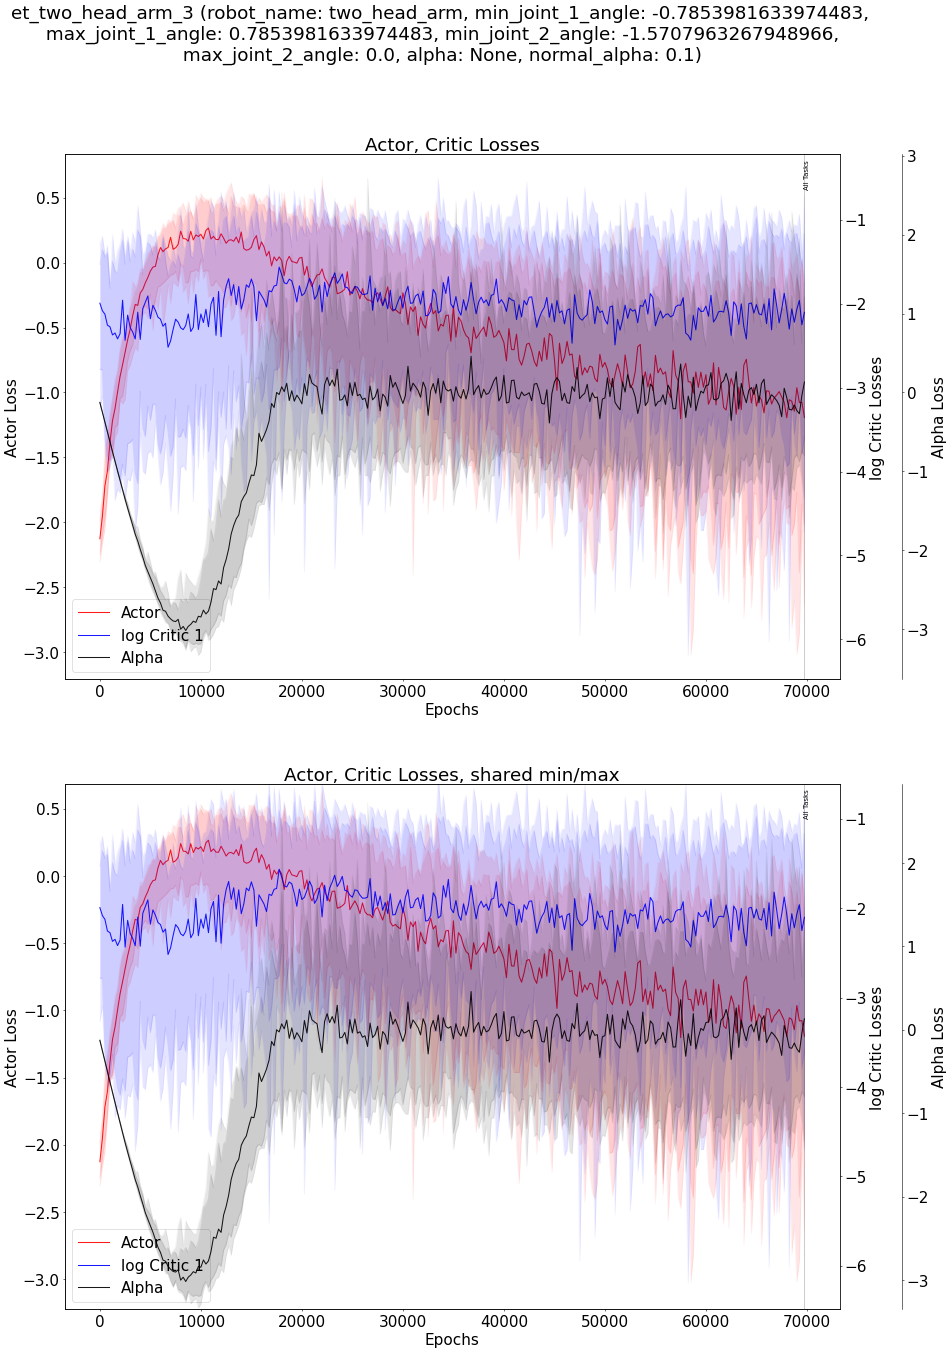 et_two_head_arm_3 (robot_name: two_head_arm, min_joint_1_angle: -0.7853981633974483,
max_joint_1_angle: 0.7853981633974483, min_joint_2_angle: -1.5707963267948966,
max_joint_2_angle: 0.0, alpha: None, normal_alpha: 0.1)
Actor, Critic Losses
All Tasks
0.5
0.0
−0.5
−1.0
−1.5
−2.0
−2.5
−3.0
Actor Loss
−1
−2
−3
−4
−5
−6
log Critic Losses
3
2
1
0
−1
−2
−3
Alpha Loss
Actor
log Critic 1
Alpha
0 10000 20000 30000 40000 50000 60000 70000
Epochs
Actor, Critic Losses, shared min/max
All Tasks
0.5
0.0
−0.5
−1.0
−1.5
−2.0
−2.5
−3.0
Actor Loss
−1
−2
−3
−4
−5
−6
log Critic Losses
2
1
0
−1
−2
−3
Alpha Loss
Actor
log Critic 1
Alpha
0 10000 20000 30000 40000 50000 60000 70000
Epochs